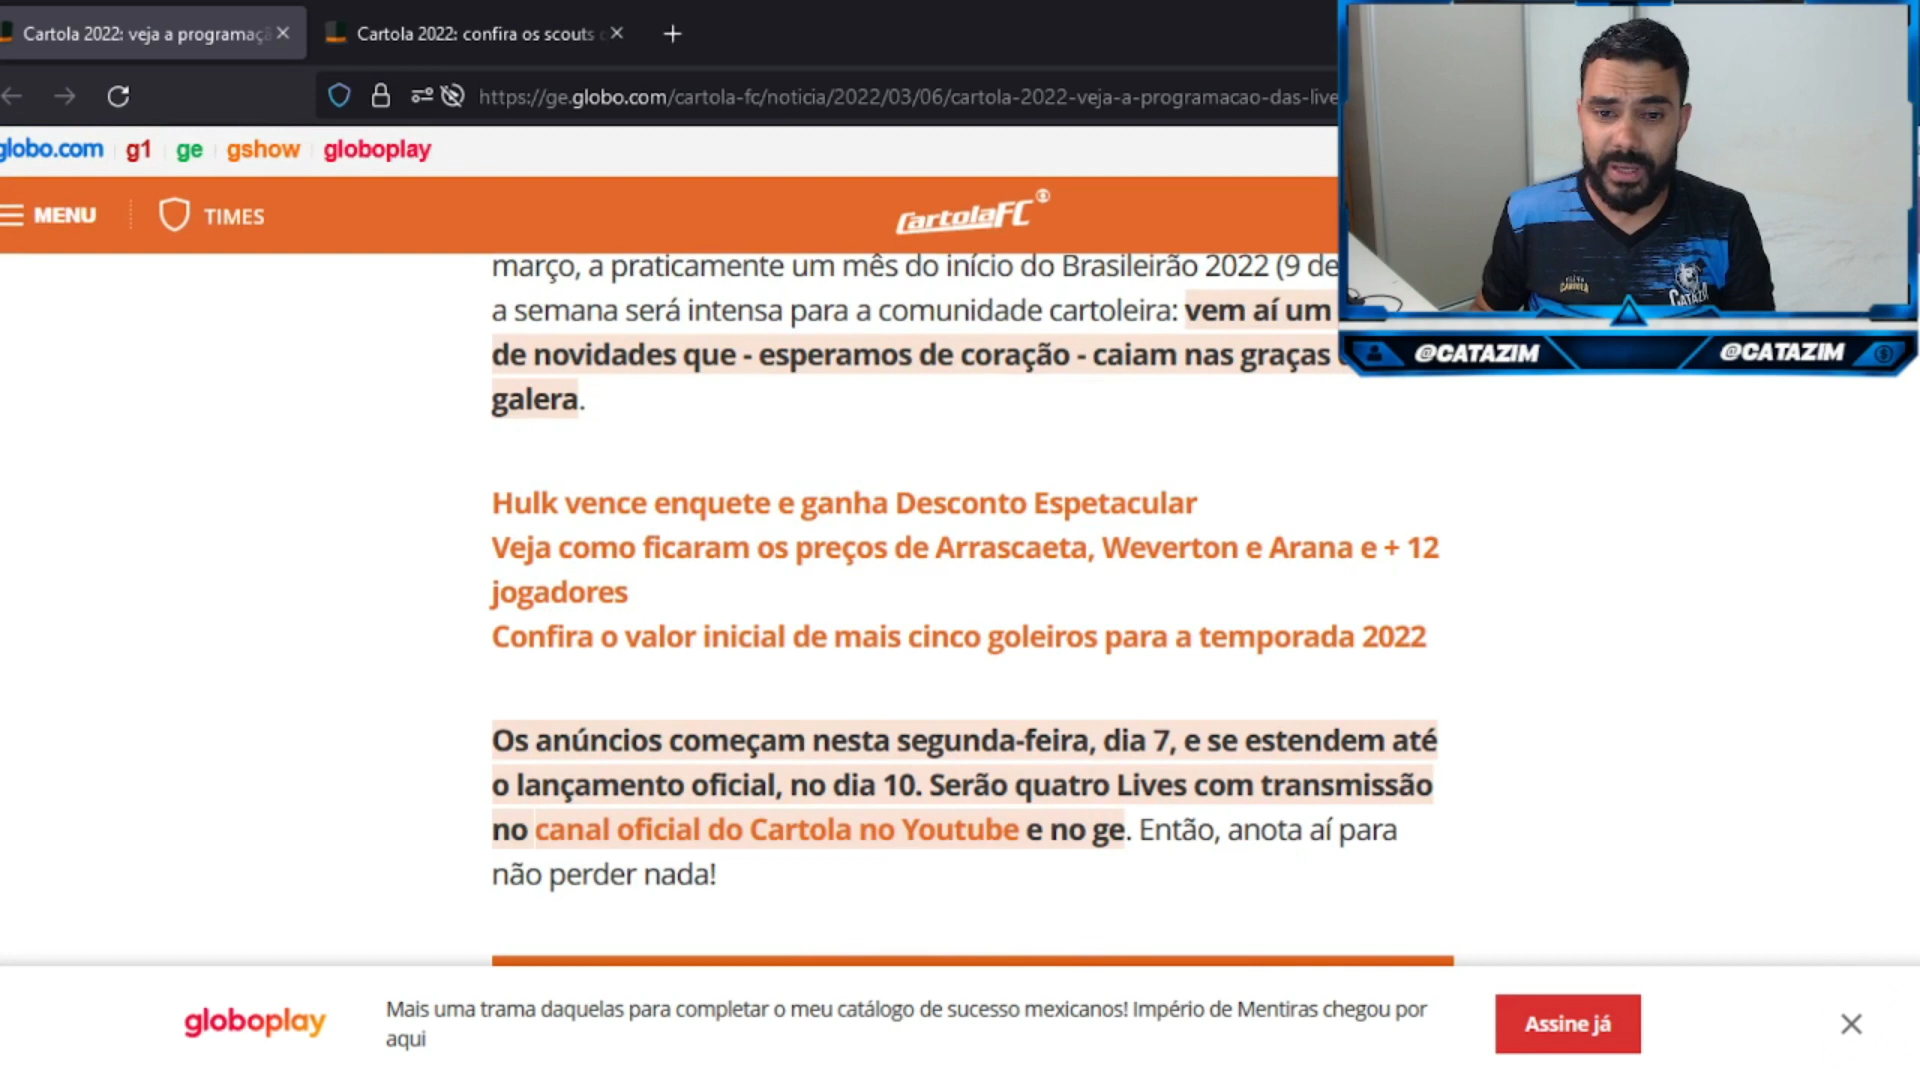 Cartola 2022: veja a programaçã
Cartola 2022: confira os scouts
https://ge.globo.com/cartola-fc/noticia/2022/03/06/cartola-2022-veja-a-programacao-das-live
globo.com g1 ge gshow globoplay
MENU TIMES CartolaFC
março, a praticamente um mês do início do Brasileirão 2022 (9 de
a semana será intensa para a comunidade cartoleira: vem aí um
de novidades que - esperamos de coração - caiam nas graças
galera.
Hulk vence enquete e ganha Desconto Espetacular
Veja como ficaram os preços de Arrascaeta, Weverton e Arana e + 12
jogadores
Confira o valor inicial de mais cinco goleiros para a temporada 2022
Os anúncios começam nesta segunda-feira, dia 7, e se estendem até
o lançamento oficial, no dia 10. Serão quatro Lives com transmissão
no canal oficial do Cartola no Youtube e no ge. Então, anota aí para
não perder nada!
CATAZIM
@CATAZIM @CATAZIM
globoplay
Mais uma trama daquelas para completar o meu catálogo de sucesso mexicanos! Império de Mentiras chegou por
aqui
Assine já